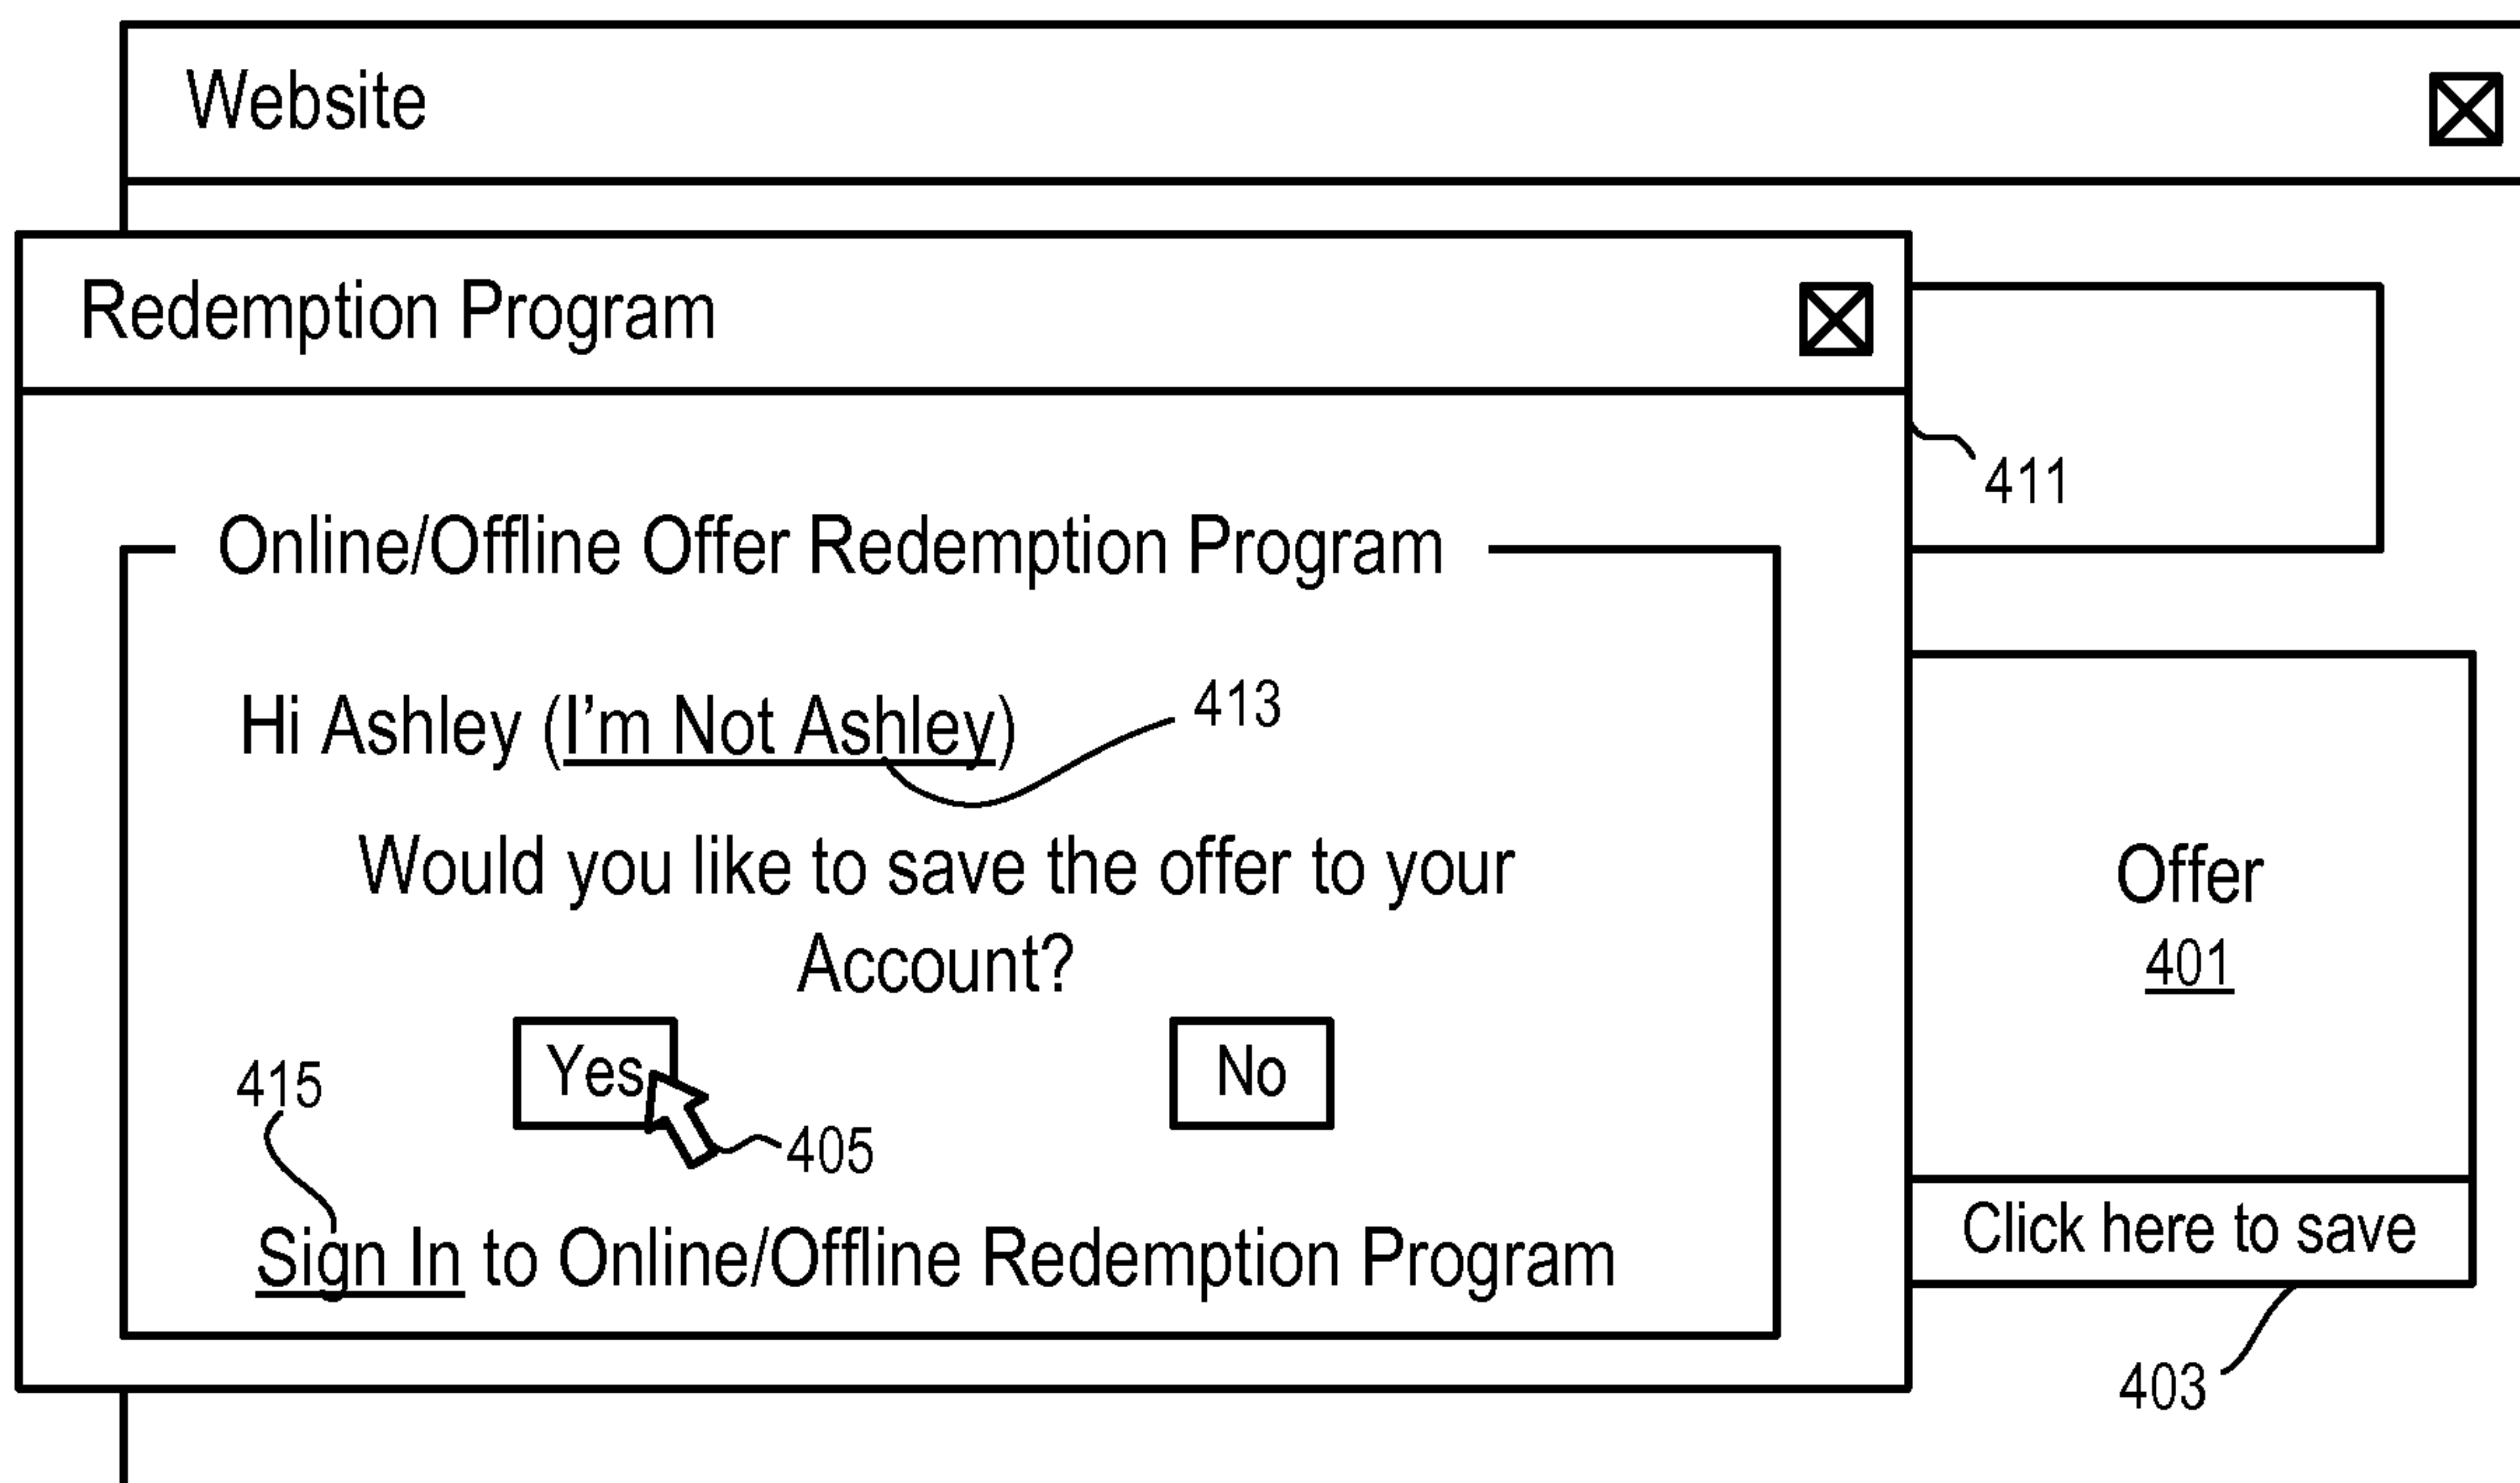 Website
Redemption Program
411
Online/Offline Offer Redemption Program
Hi Ashley (I'm Not Ashley)
413
Would you like to save the offer to your
Account?
Offer
401
Yes
No
415
405
Sign In to Online/Offline Redemption Program
Click here to save
403